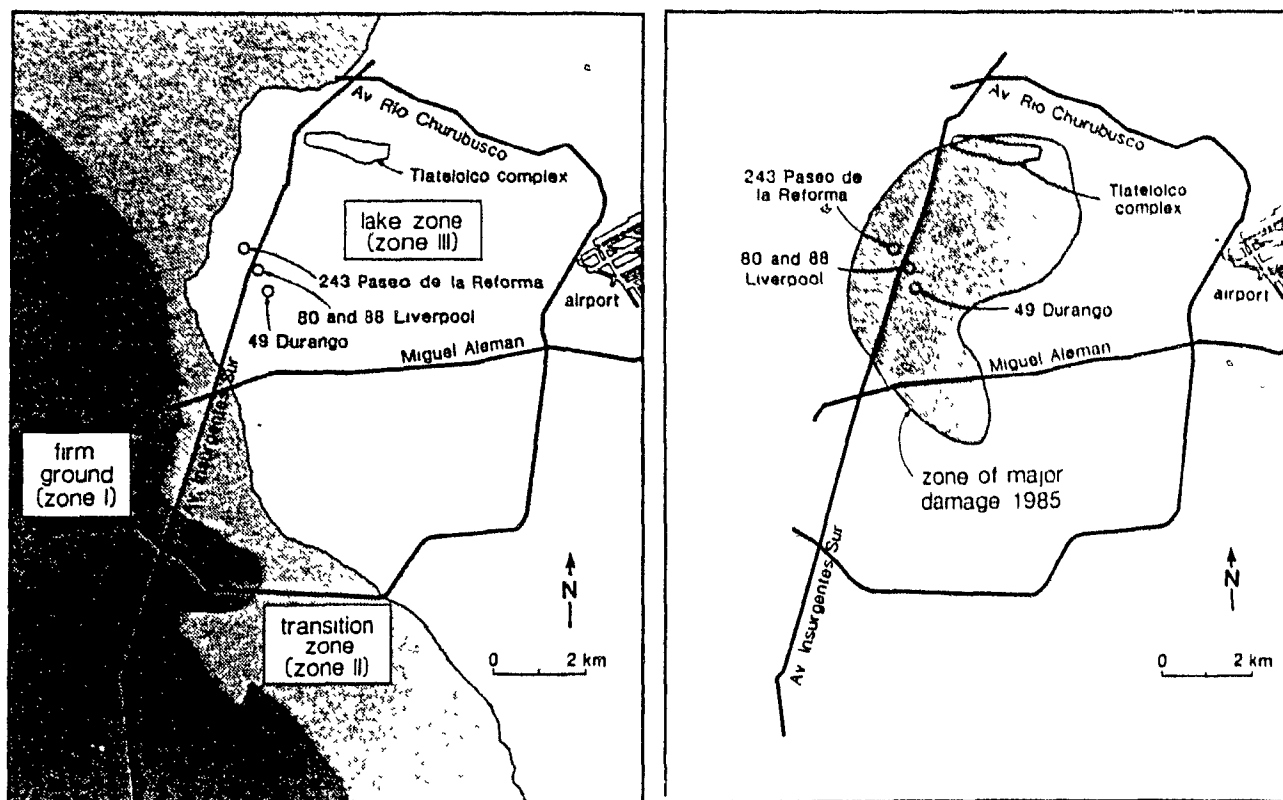 Av Río Churubusco
Tlatelolco complex
lake zone
(zone III)
243 Paseo de la Reforma
80 and 88 Liverpool
49 Durango
airport
Miguel Aleman
Insurgentes Sur
firm
ground
(zone I)
transition
zone
(zone II)
N
0 2 km
Av Rio Churubusco
243 Paseo de
la Reforma
Tlatelolco
complex
80 and 88
Liverpool
49 Durango
airport
Miguel Aleman
zone of major
damage 1985
Av Insurgentes Sur
N
0 2 km